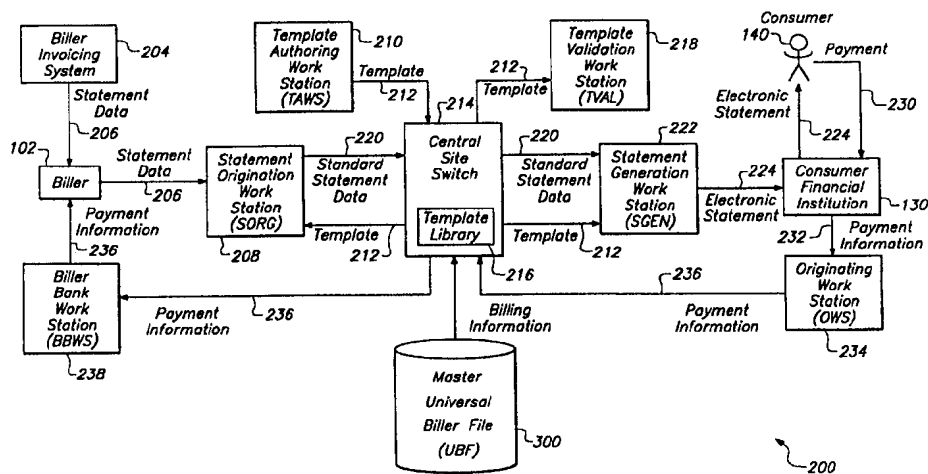 Biller
Invoicing
System
204
Statement
Data
206
102
Biller
Statement
Data
206
Payment
Information
236
Biller
Bank
Work
Station
(BBWS)
238
Statement
Origination
Work
Station
(SORG)
208
Template
Authoring
Work
Station
(TAWS)
210
Template
212
214
220
Standard
Statement
Data
Template
212
Central
Site
Switch
Template
Library
216
212
Template
Template
Validation
Work
Station
(TVAL)
218
220
Standard
Statement
Data
Template
212
222
Statement
Generation
Work
Station
(SGEN)
224
Electronic
Statement
Consumer
140
Payment
230
Electronic
Statement
224
Consumer
Financial
Institution
130
232
Payment
Information
Originating
Work
Station
(OWS)
234
236
Payment
Information
Payment
Information
236
Billing
Information
Master
Universal
Biller File
(UBF)
300
200